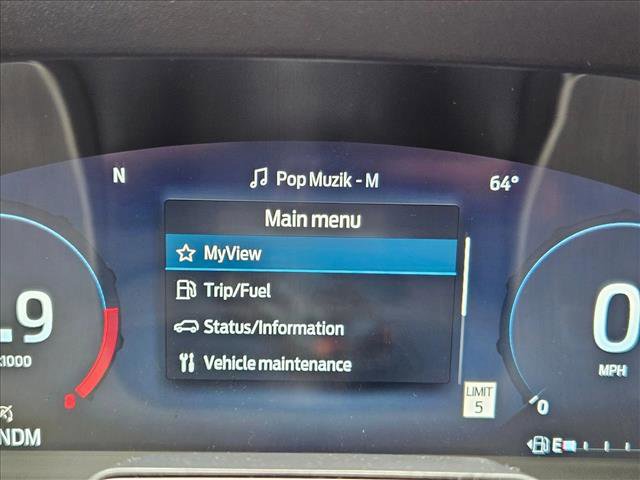 N
Pop Muzik - M
64°
Main menu
MyView
Trip/Fuel
Status/Information
Vehicle maintenance
.9
x1000
8
NDM
LIMIT
5
0
MPH
0
E